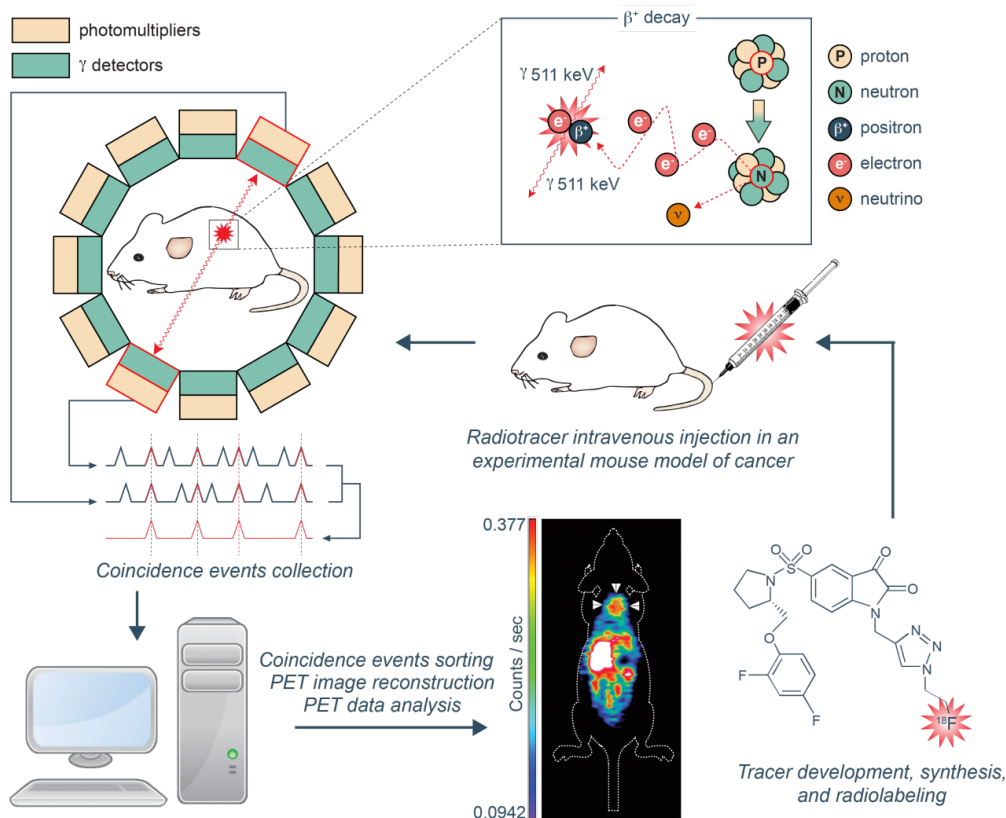 photomultipliers
γ detectors
β⁺ decay
γ 511 keV
γ 511 keV
e⁻
β⁺
e⁻
e⁻
e⁻
ν
P
N
P proton
N neutron
β⁺ positron
e⁻ electron
ν neutrino
Radiotracer intravenous injection in an
experimental mouse model of cancer
Coincidence events collection
Coincidence events sorting
PET image reconstruction
PET data analysis
0.377
Counts / sec
0.0942
O O O
N S O
N
O N N
N
F
F
¹⁸F
Tracer development, synthesis,
and radiolabeling